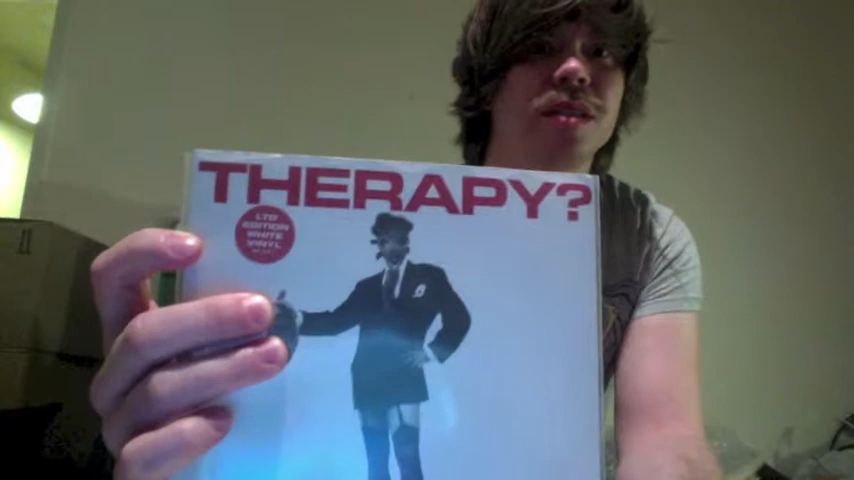 THERAPY?
LTD
EDITION
WHITE
VINYL